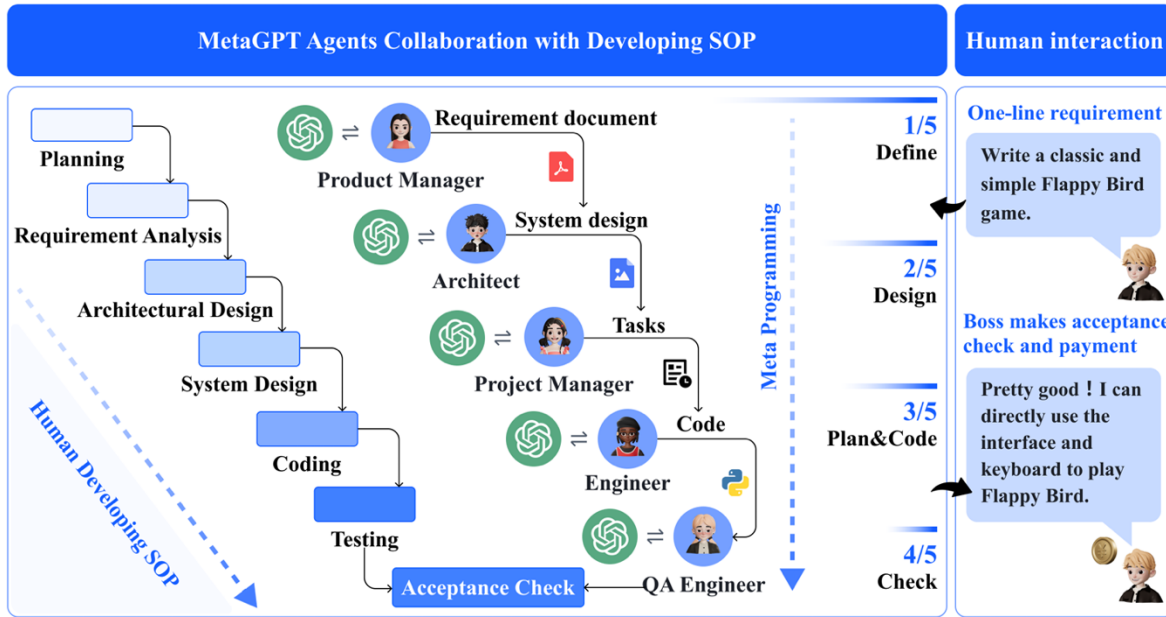 MetaGPT Agents Collaboration with Developing SOP
Human interaction
Planning
Requirement Analysis
Architectural Design
System Design
Coding
Testing
Human Developing SOP
Requirement document
Product Manager
System design
Architect
Tasks
Project Manager
Code
Engineer
QA Engineer
Acceptance Check
Meta Programming
1/5
Define
2/5
Design
3/5
Plan&Code
4/5
Check
One-line requirement
Write a classic and
simple Flappy Bird
game.
Boss makes acceptance
check and payment
Pretty good ! I can
directly use the
interface and
keyboard to play
Flappy Bird.